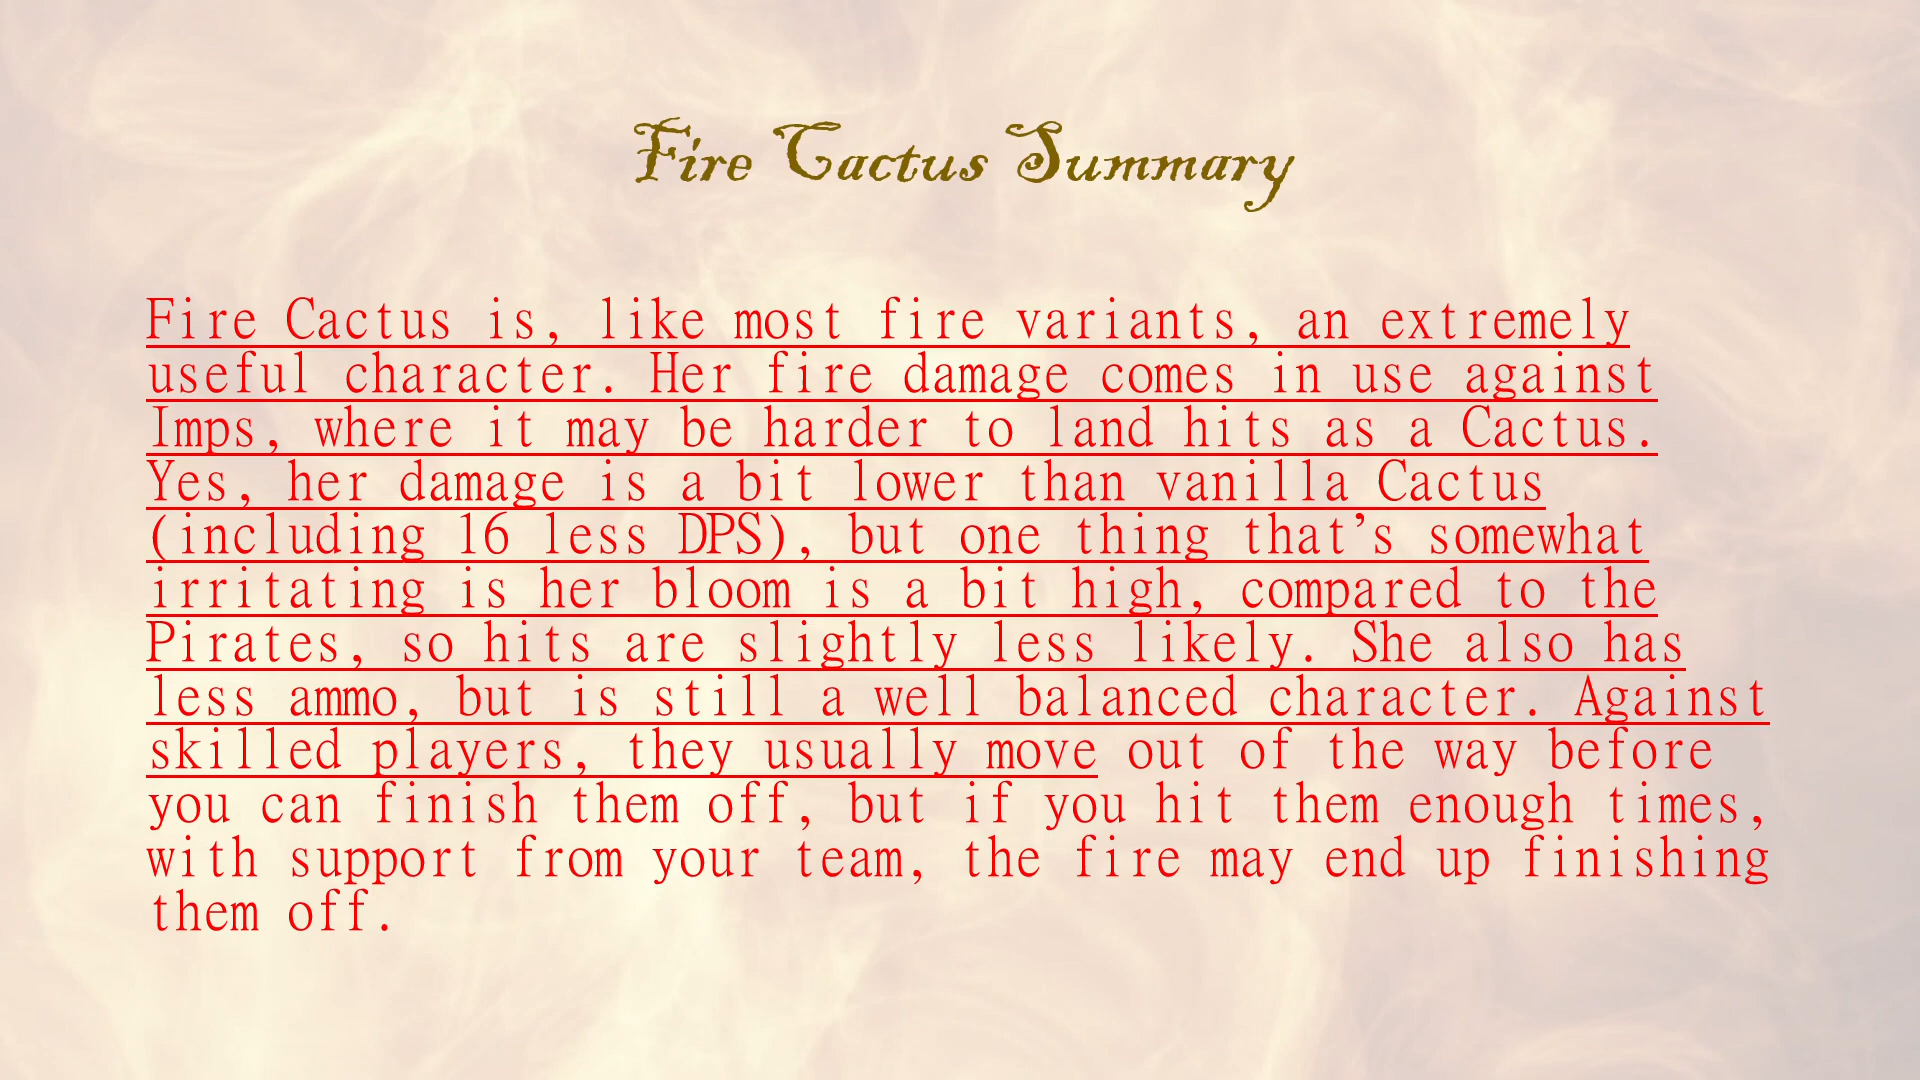 Fire Cactus Summary
Fire Cactus is, like most fire variants, an extremely
useful character. Her fire damage comes in use against
Imps, where it may be harder to land hits as a Cactus.
Yes, her damage is a bit lower than vanilla Cactus
(including 16 less DPS), but one thing that's somewhat
irritating is her bloom is a bit high, compared to the
Pirates, so hits are slightly less likely. She also has
less ammo, but is still a well balanced character. Against
skilled players, they usually move out of the way before
you can finish them off, but if you hit them enough times,
with support from your team, the fire may end up finishing
them off.